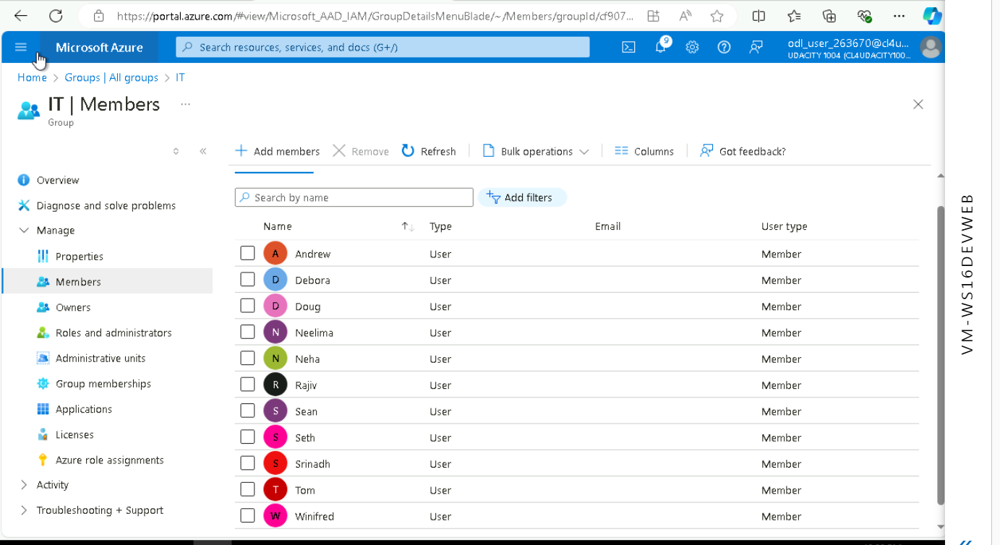 https://portal.azure.com/#view/Microsoft_AAD_IAM/GroupDetailsMenuBlade/~/Members/groupId/cf907...
Microsoft Azure
Search resources, services, and docs (G+/)
9
odl_user_263670@cl4u...
UDACITY 1004 (CL4UDACITY100...
Home > Groups | All groups > IT
IT | Members ...
Group
Add members
Remove
Refresh
Bulk operations
Columns
Got feedback?
Overview
Diagnose and solve problems
Manage
Properties
Members
Owners
Roles and administrators
Administrative units
Group memberships
Applications
Licenses
Azure role assignments
Activity
Troubleshooting + Support
Search by name
Add filters
Name Type Email User type
A Andrew User Member
D Debora User Member
D Doug User Member
N Neelima User Member
N Neha User Member
R Rajiv User Member
S Sean User Member
S Seth User Member
S Srinadh User Member
T Tom User Member
W Winifred User Member
VM-WS16DEVWEB